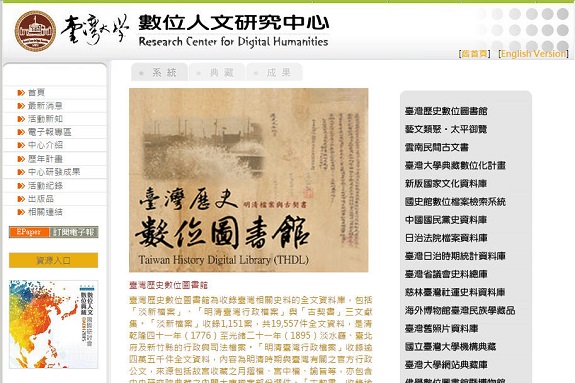 臺灣大學 數位人文研究中心
Research Center for Digital Humanities
[舊首頁] [English Version]
系統 典藏 成果
首頁
最新消息
活動新知
電子報專區
中心介紹
歷年計畫
中心研發成果
活動紀錄
出版品
相關連結
EPaper 訂閱電子報
資源入口
數位人文
臺灣歷史
明清檔案與古契書
數位圖書館
Taiwan History Digital Library (THDL)
臺灣歷史數位圖書館
臺灣歷史數位圖書館為收錄臺灣相關史料的全文資料庫，包括
「淡新檔案」、「明清臺灣行政檔案」與「古契書」三文獻
集。「淡新檔案」收錄1,151案，共19,557件全文資料，是清
乾隆四十一年（1776）至光緒二十一年（1895）淡水廳、臺北
府及新竹縣的行政與司法檔案。「明清臺灣行政檔案」收錄逾
四萬五千件全文資料，內容為明清時期與臺灣有關之官方行政
公文，來源包括故宮收藏之月摺檔、宮中檔、諭旨等，亦包含
臺灣歷史數位圖書館
藝文類聚・太平御覽
雲南民間古文書
臺灣大學典藏數位化計畫
新版國家文化資料庫
國史館數位檔案檢索系統
中國國民黨史資料庫
日治法院檔案資料庫
臺灣日治時期統計資料庫
臺灣省議會史料總庫
慈林臺灣社運史料資料庫
海外博物館臺灣民族學藏品
臺灣舊照片資料庫
國立臺灣大學機構典藏
臺灣大學網站典藏庫
佛學數位圖書館暨博物館